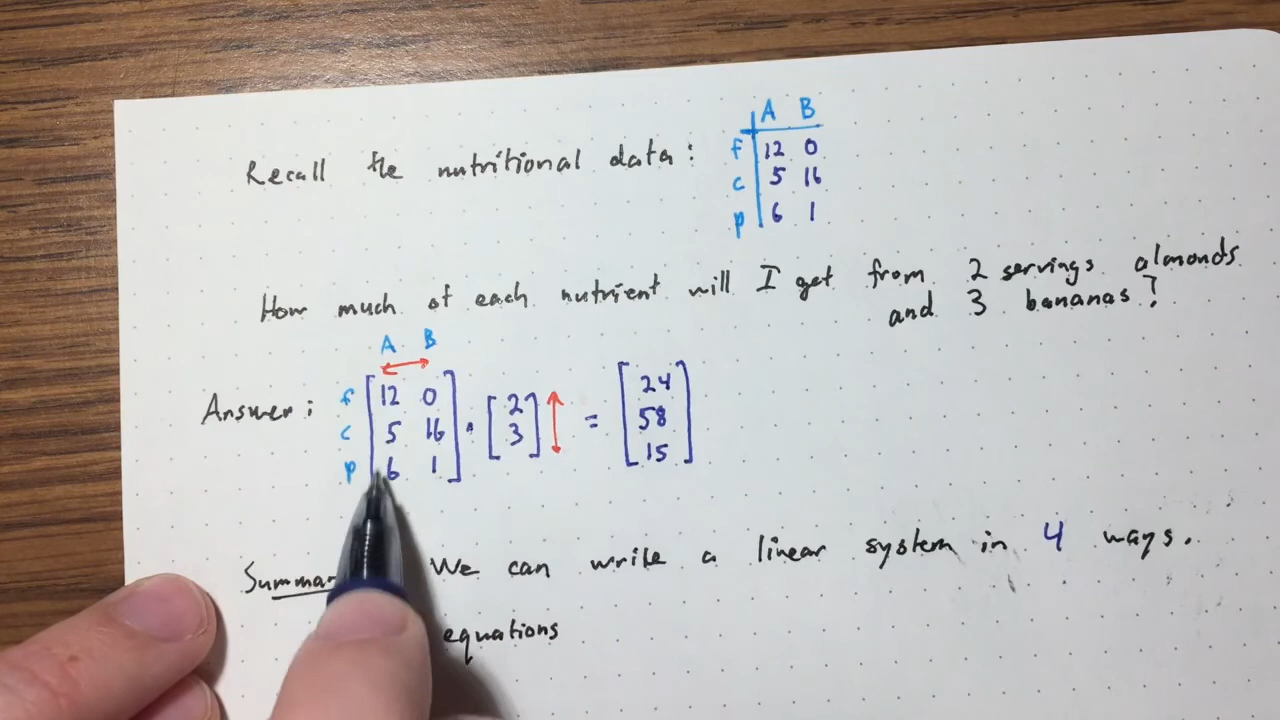 A B
Recall the nutritional data: f 12 0
c 5 16
p 6 1
How much of each nutrient will I get from 2 servings almonds
and 3 bananas?
A B
f 12 0 2 24
Answer: c 5 16 · 3 = 58
p 6 1 15
We can write a linear system in 4 ways.
equations